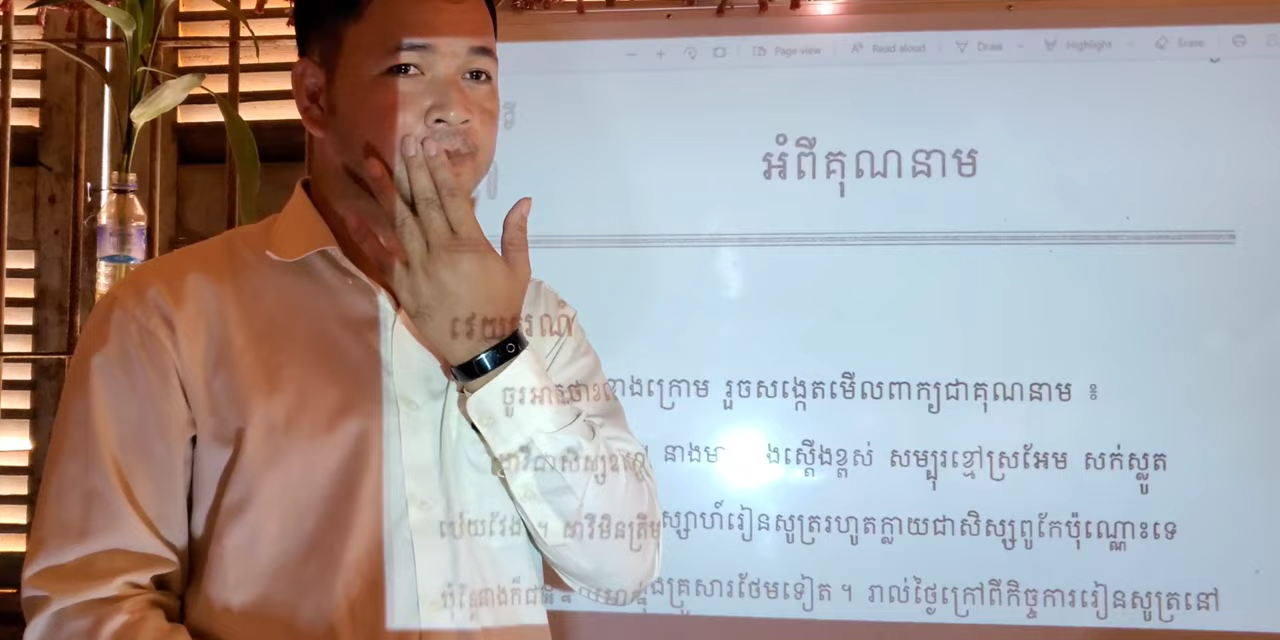 Page view Read aloud Draw Highlight Erase
អំពីគុណនាម
វេយ្យាករណ៍
ចូរអានថាខខាងក្រោម រួចសង្កេតមើលពាក្យជាគុណនាម ៖
នាងមា ងស្ដើងខ្ពស់ សម្បុរខ្មៅស្រអែម សក់ស្លូត
ដាវីមិនត្រឹម ស្សាហ៍រៀនសូត្ររហូតក្លាយជាសិស្សពូកែប៉ុណ្ណោះទេ
គ្រួសារថែមទៀត ។ រាល់ថ្ងៃក្រៅពីកិច្ចការរៀនសូត្រនៅ